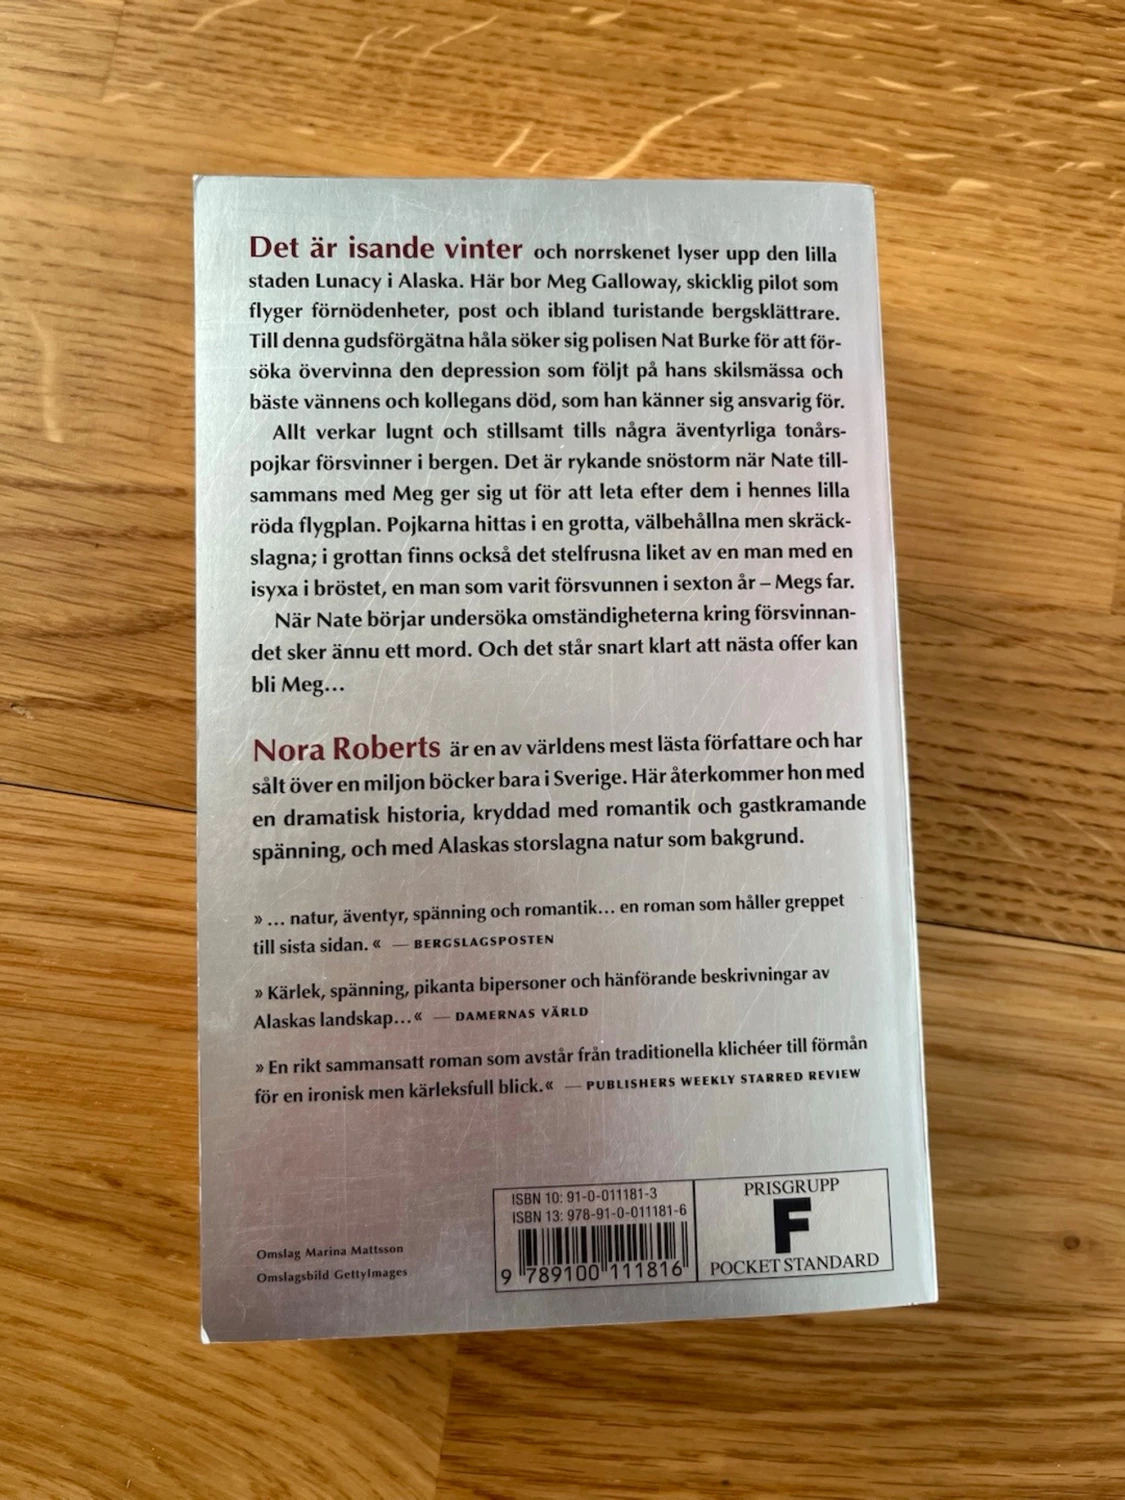 Det är isande vinter och norrskenet lyser upp den lilla
staden Lunacy i Alaska. Här bor Meg Galloway, skicklig pilot som
flyger förnödenheter, post och ibland turistande bergsklättrare.
Till denna gudsförgätna håla söker sig polisen Nat Burke för att för-
söka övervinna den depression som följt på hans skilsmässa och
bäste vännens och kollegans död, som han känner sig ansvarig för.
Allt verkar lugnt och stillsamt tills några äventyrliga tonårs-
pojkar försvinner i bergen. Det är rykande snöstorm när Nate till-
sammans med Meg ger sig ut för att leta efter dem i hennes lilla
röda flygplan. Pojkarna hittas i en grotta, välbehållna men skräck-
slagna; i grottan finns också det stelfrusna liket av en man med en
isyxa i bröstet, en man som varit försvunnen i sexton år – Megs far.
När Nate börjar undersöka omständigheterna kring försvinnan-
det sker ännu ett mord. Och det står snart klart att nästa offer kan
bli Meg…
Nora Roberts är en av världens mest lästa författare och har
sålt över en miljon böcker bara i Sverige. Här återkommer hon med
en dramatisk historia, kryddad med romantik och gastkramande
spänning, och med Alaskas storslagna natur som bakgrund.
» … natur, äventyr, spänning och romantik… en roman som håller greppet
till sista sidan. « — BERGSLAGSPOSTEN
» Kärlek, spänning, pikanta bipersoner och hänförande beskrivningar av
Alaskas landskap…« — DAMERNAS VÄRLD
» En rikt sammansatt roman som avstår från traditionella klichéer till förmån
för en ironisk men kärleksfull blick.« — PUBLISHERS WEEKLY STARRED REVIEW
Omslag Marina Mattsson
Omslagsbild GettyImages
ISBN 10: 91-0-011181-3
ISBN 13: 978-91-0-011181-6
9 789100 111816
PRISGRUPP
F
POCKET STANDARD